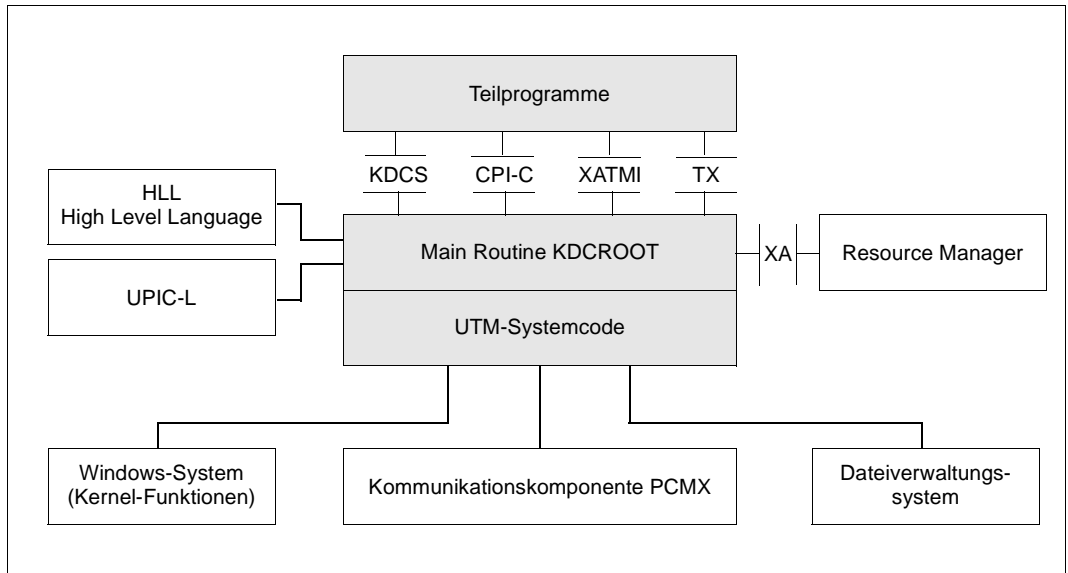 Teilprogramme
KDCS CPI-C XATMI TX
HLL
High Level Language
Main Routine KDCROOT
XA
Resource Manager
UPIC-L
UTM-Systemcode
Windows-System
(Kernel-Funktionen)
Kommunikationskomponente PCMX
Dateiverwaltungs-
system